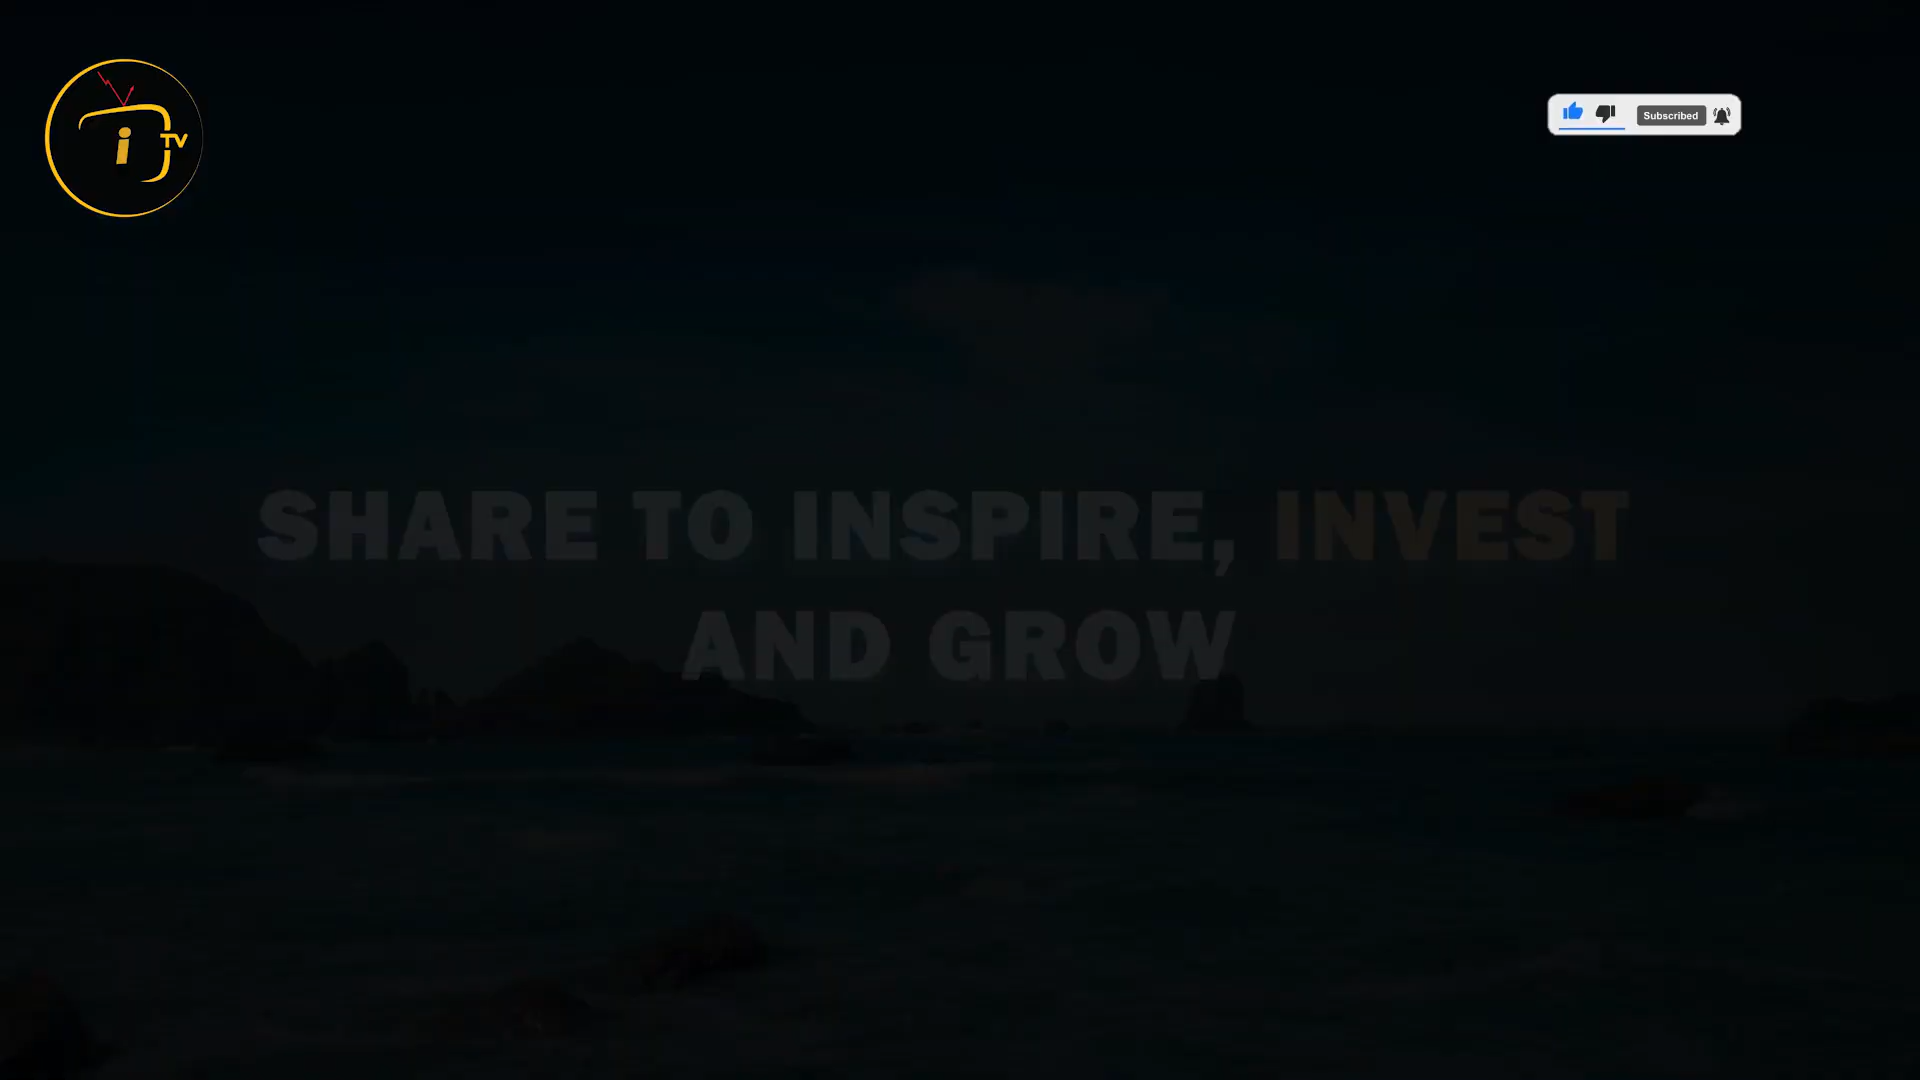 i
TV
Subscribed
SHARE TO INSPIRE, INVEST
AND GROW